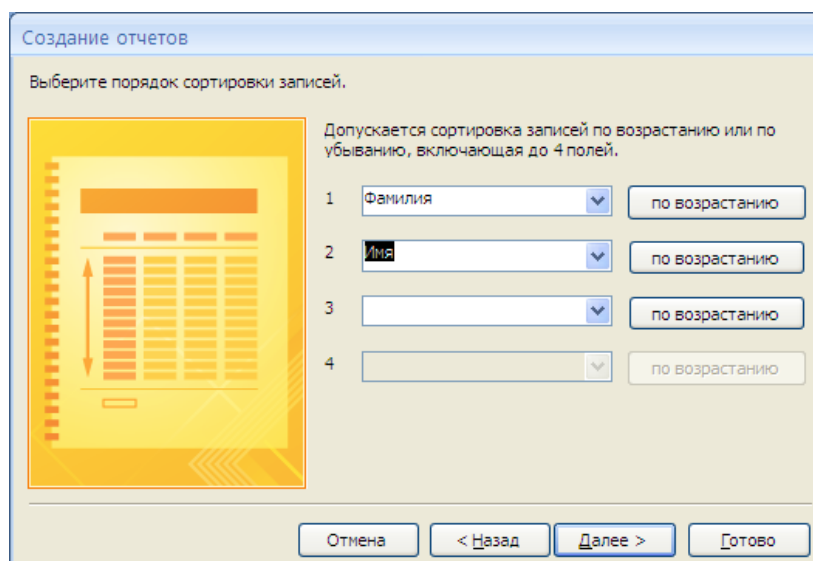 Создание отчетов
Выберите порядок сортировки записей.
Допускается сортировка записей по возрастанию или по
убыванию, включающая до 4 полей.
1 Фамилия по возрастанию
2 Имя по возрастанию
3 по возрастанию
4 по возрастанию
Отмена < Назад Далее > Готово